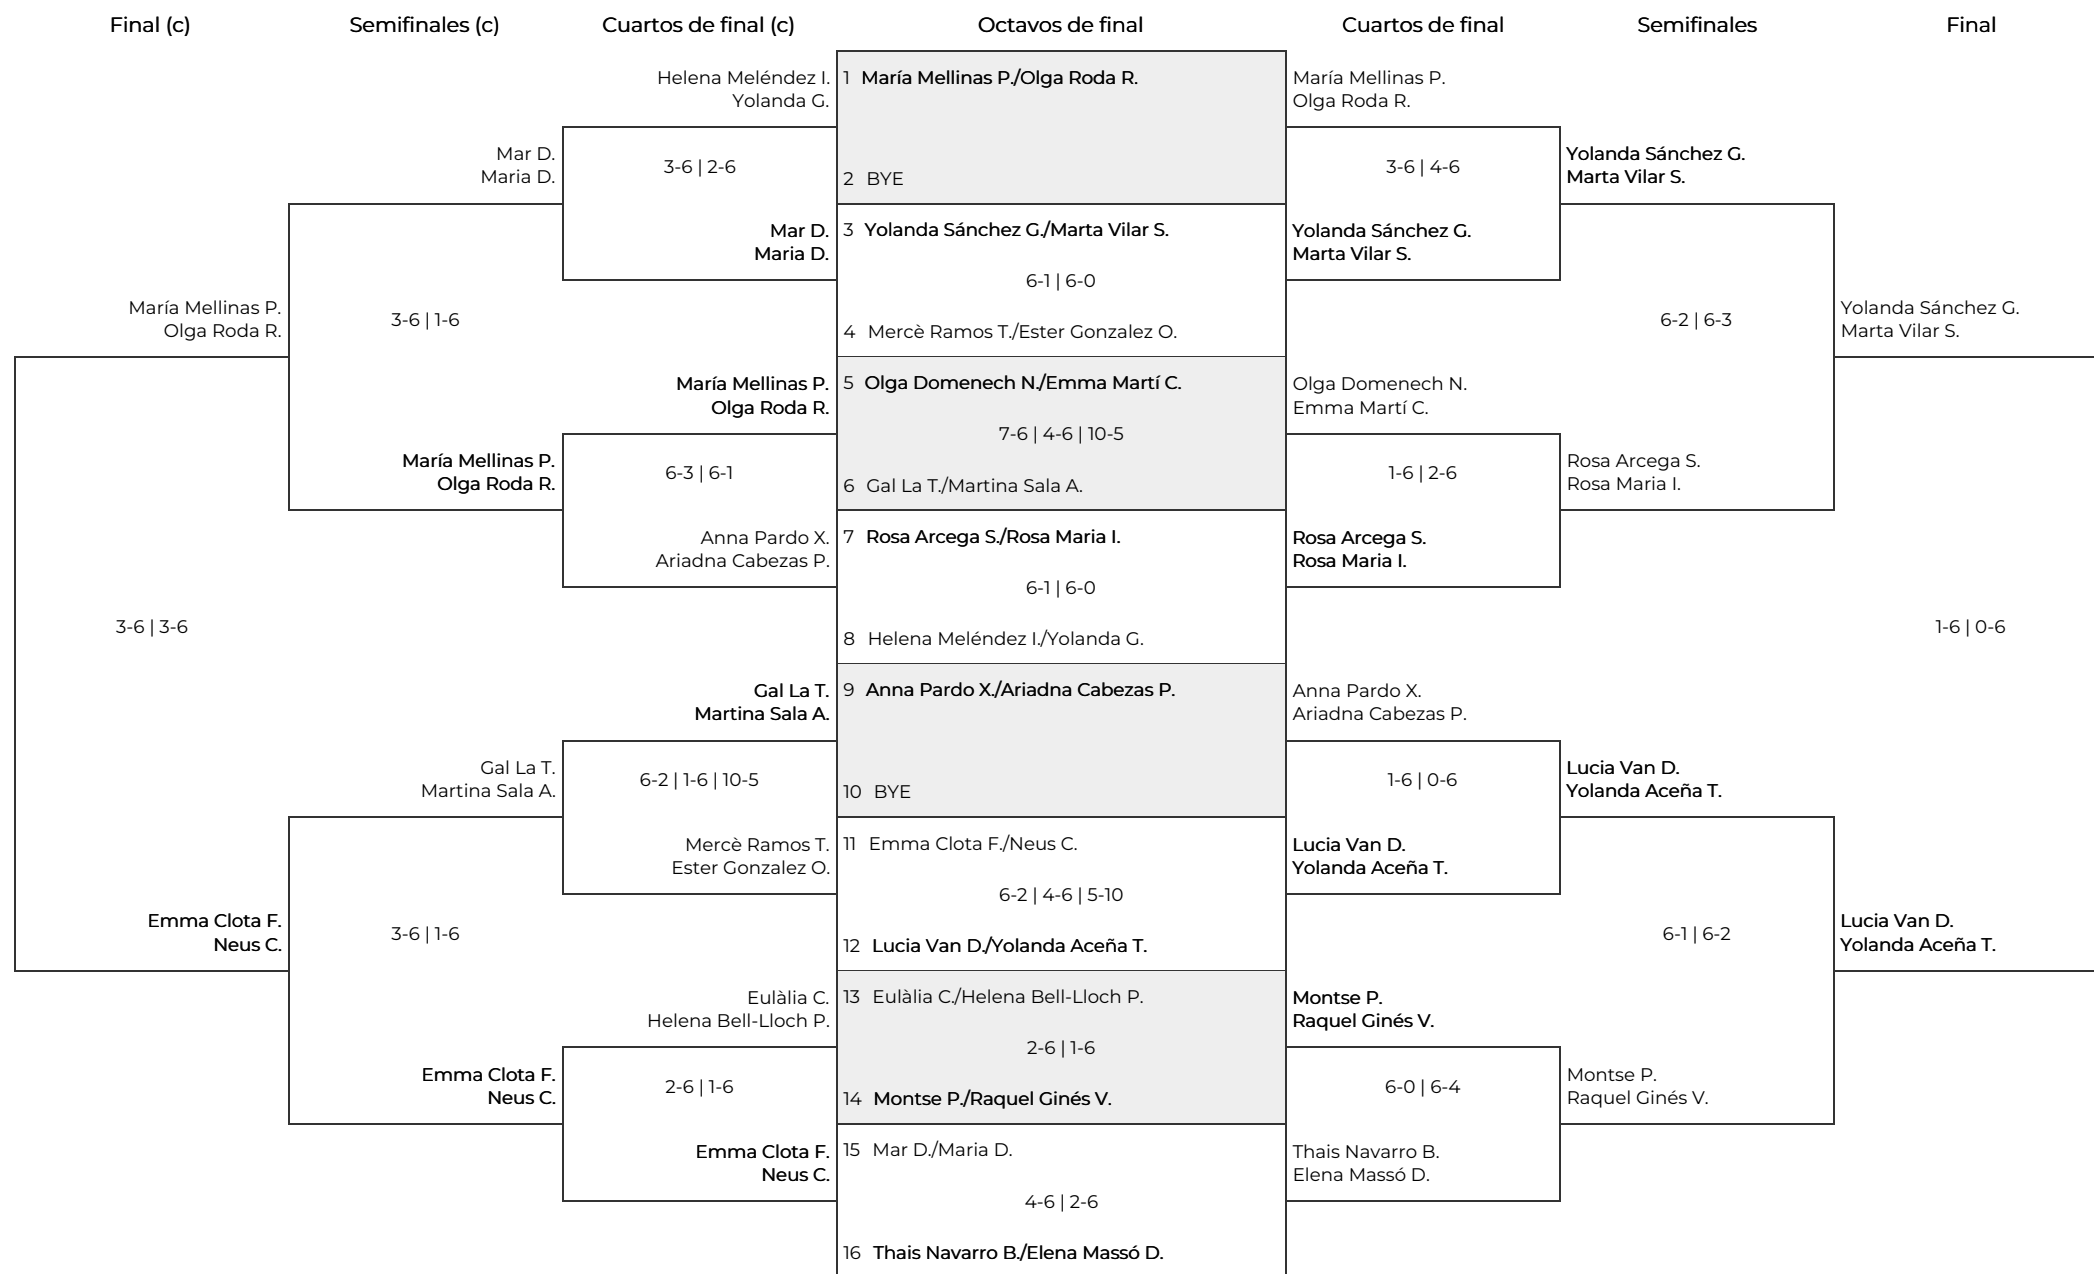 Final (c)
Semifinales (c)
Cuartos de final (c)
Octavos de final
Cuartos de final
Semifinales
Final
María Mellinas P.
Olga Roda R.
3-6 | 3-6
Emma Clota F.
Neus C.
Mar D.
Maria D.
3-6 | 1-6
María Mellinas P.
Olga Roda R.
Gal La T.
Martina Sala A.
3-6 | 1-6
Emma Clota F.
Neus C.
Helena Meléndez I.
Yolanda G.
3-6 | 2-6
Mar D.
Maria D.
María Mellinas P.
Olga Roda R.
6-3 | 6-1
Anna Pardo X.
Ariadna Cabezas P.
Gal La T.
Martina Sala A.
6-2 | 1-6 | 10-5
Mercè Ramos T.
Ester Gonzalez O.
Eulàlia C.
Helena Bell-Lloch P.
2-6 | 1-6
Emma Clota F.
Neus C.
1 María Mellinas P./Olga Roda R.
2 BYE
3 Yolanda Sánchez G./Marta Vilar S.
6-1 | 6-0
4 Mercè Ramos T./Ester Gonzalez O.
5 Olga Domenech N./Emma Martí C.
7-6 | 4-6 | 10-5
6 Gal La T./Martina Sala A.
7 Rosa Arcega S./Rosa Maria I.
6-1 | 6-0
8 Helena Meléndez I./Yolanda G.
9 Anna Pardo X./Ariadna Cabezas P.
10 BYE
11 Emma Clota F./Neus C.
6-2 | 4-6 | 5-10
12 Lucia Van D./Yolanda Aceña T.
13 Eulàlia C./Helena Bell-Lloch P.
2-6 | 1-6
14 Montse P./Raquel Ginés V.
15 Mar D./Maria D.
4-6 | 2-6
16 Thais Navarro B./Elena Massó D.
María Mellinas P.
Olga Roda R.
3-6 | 4-6
Yolanda Sánchez G.
Marta Vilar S.
Olga Domenech N.
Emma Martí C.
1-6 | 2-6
Rosa Arcega S.
Rosa Maria I.
Anna Pardo X.
Ariadna Cabezas P.
1-6 | 0-6
Lucia Van D.
Yolanda Aceña T.
Montse P.
Raquel Ginés V.
6-0 | 6-4
Thais Navarro B.
Elena Massó D.
Yolanda Sánchez G.
Marta Vilar S.
6-2 | 6-3
Rosa Arcega S.
Rosa Maria I.
Lucia Van D.
Yolanda Aceña T.
6-1 | 6-2
Montse P.
Raquel Ginés V.
Yolanda Sánchez G.
Marta Vilar S.
1-6 | 0-6
Lucia Van D.
Yolanda Aceña T.